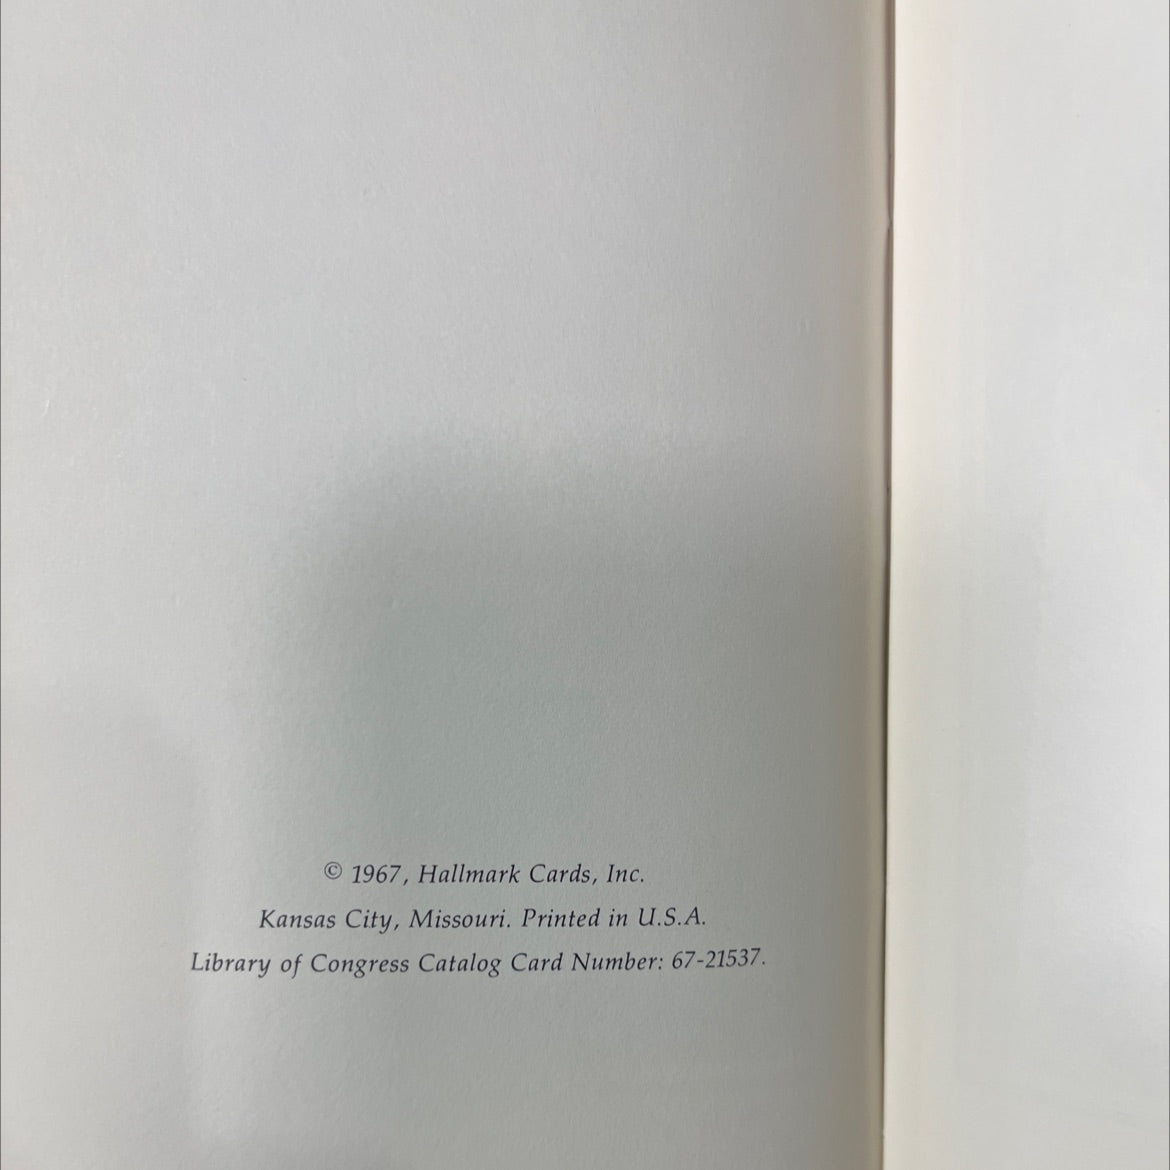 © 1967, Hallmark Cards, Inc.
Kansas City, Missouri. Printed in U.S.A.
Library of Congress Catalog Card Number: 67-21537.